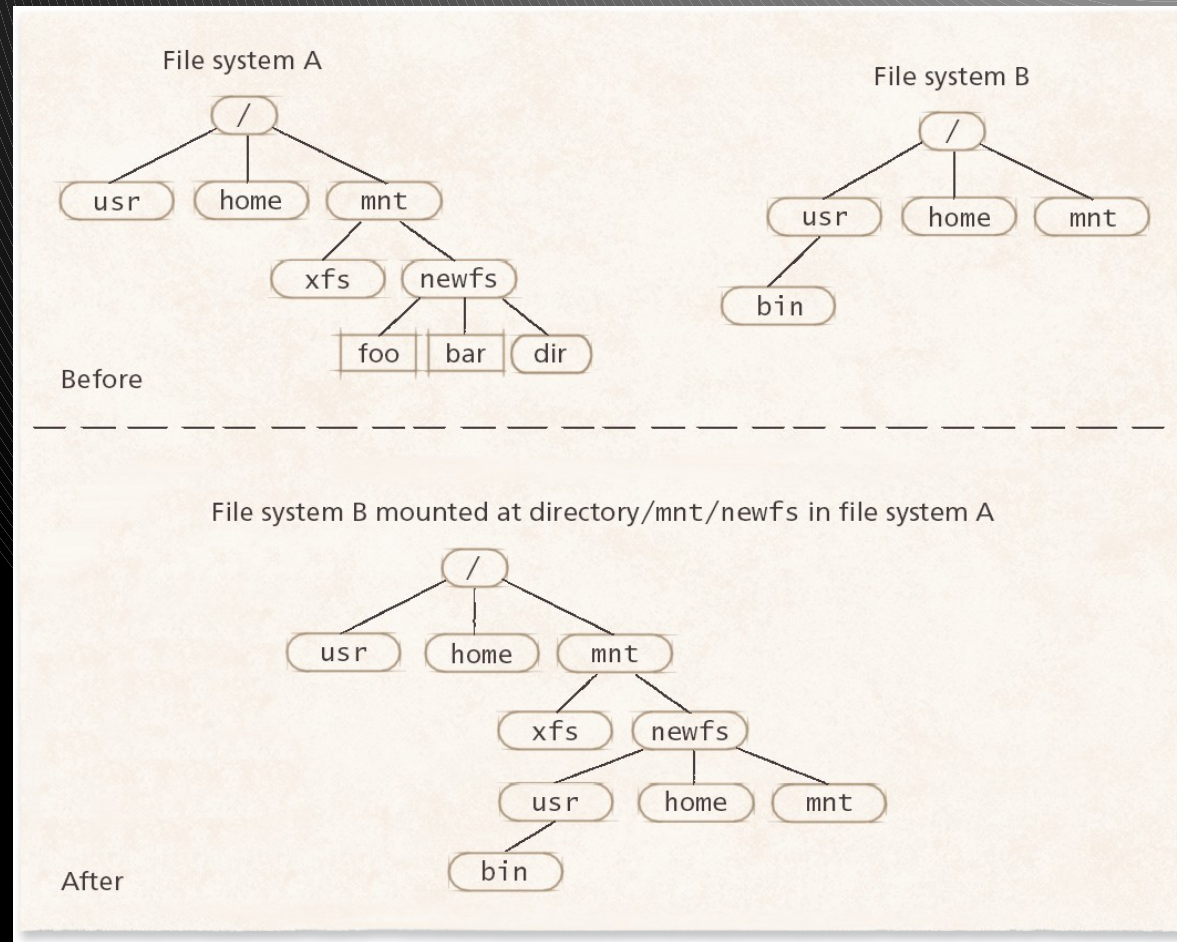 File system A
/
usr home mnt
xfs newfs
foo bar dir
File system B
/
usr home mnt
bin
Before
File system B mounted at directory/mnt/newfs in file system A
/
usr home mnt
xfs newfs
usr home mnt
bin
After